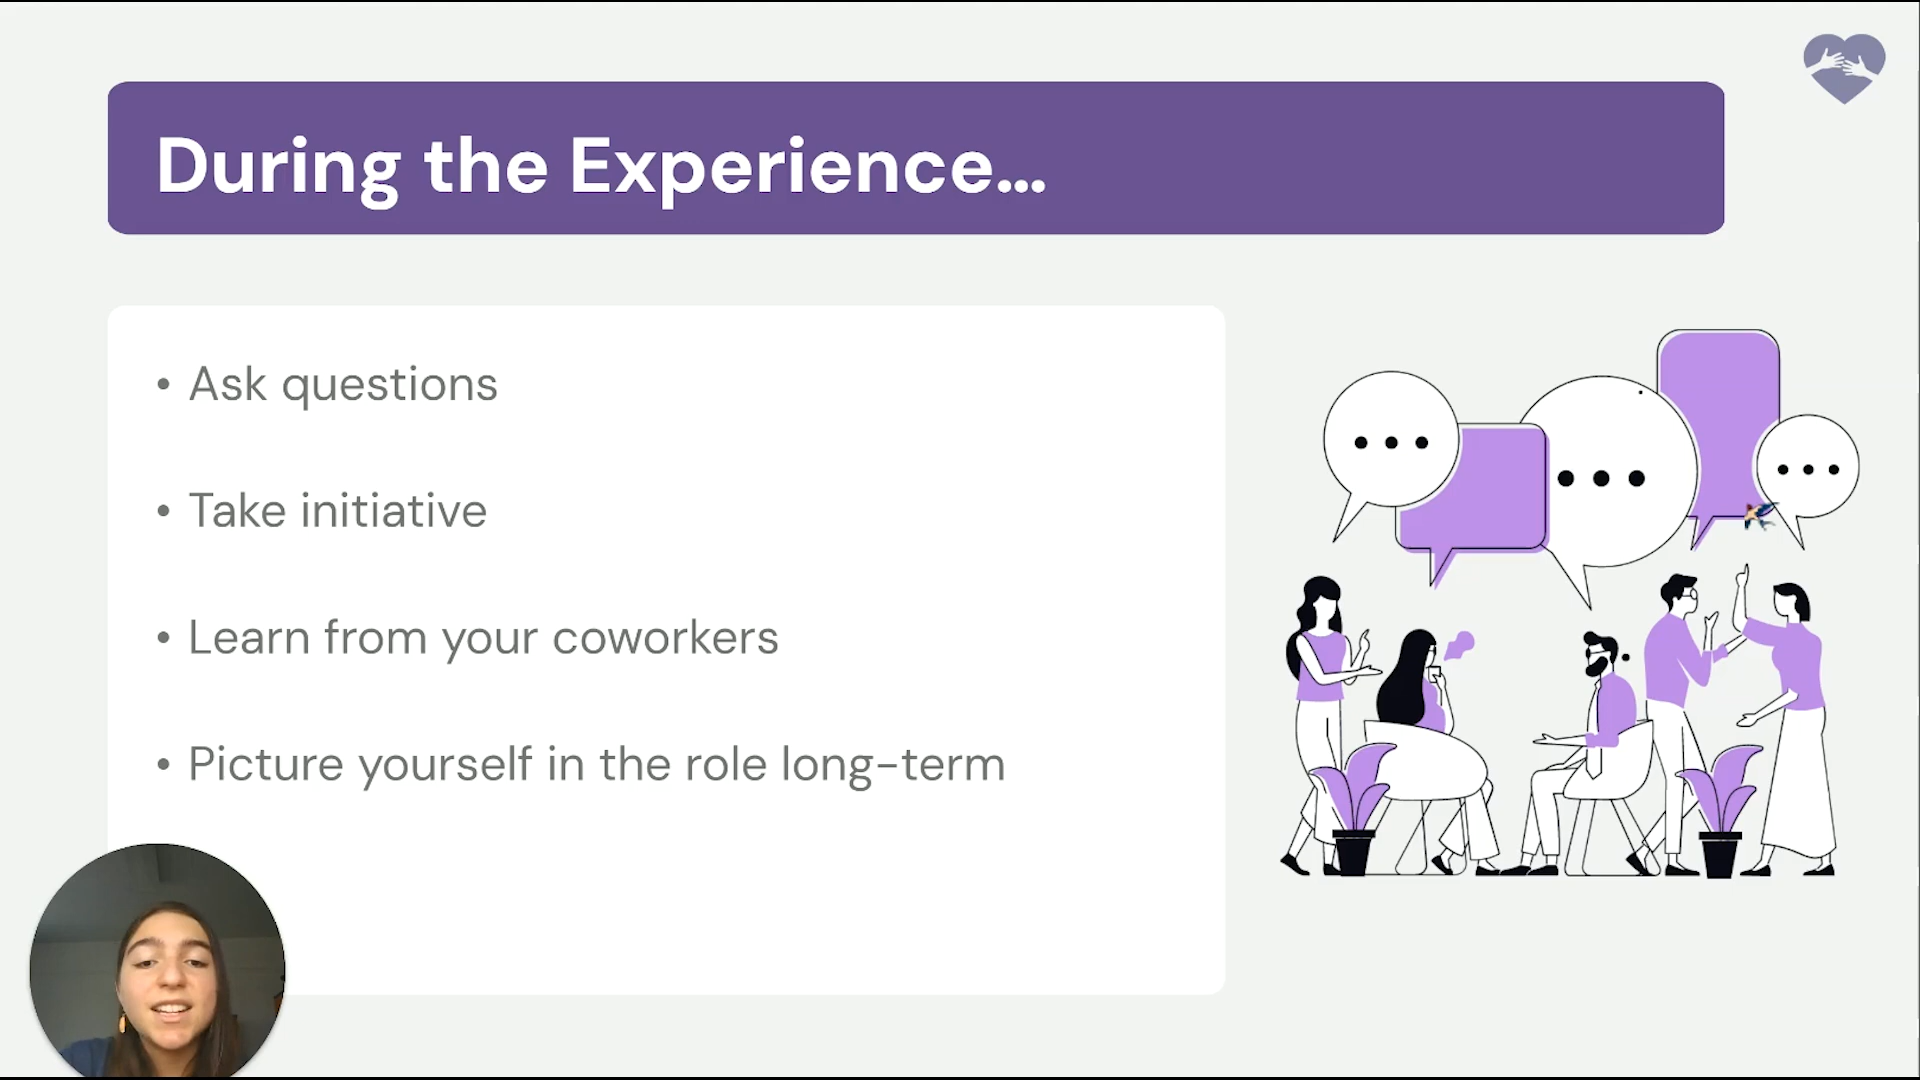 During the Experience...
• Ask questions
• Take initiative
• Learn from your coworkers
• Picture yourself in the role long-term